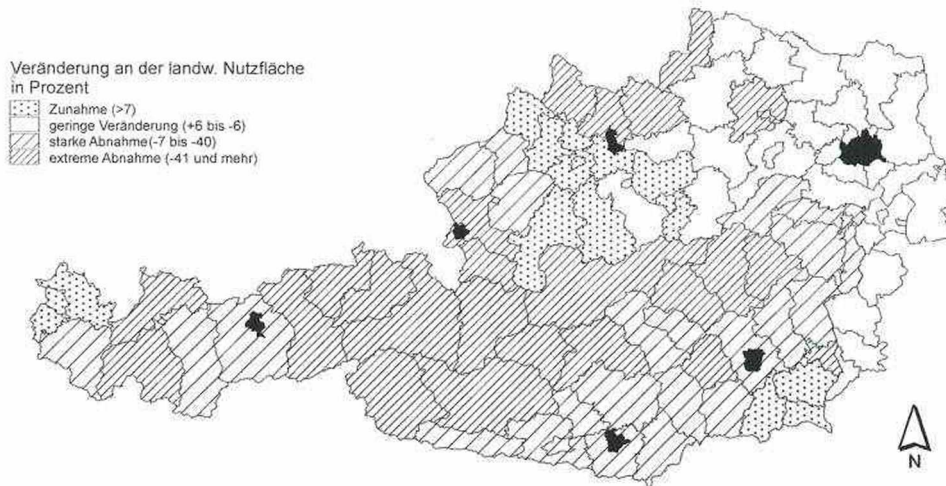 Veränderung an der landw. Nutzfläche
in Prozent
Zunahme (>7)
geringe Veränderung (+6 bis -6)
starke Abnahme(-7 bis -40)
extreme Abnahme (-41 und mehr)
N